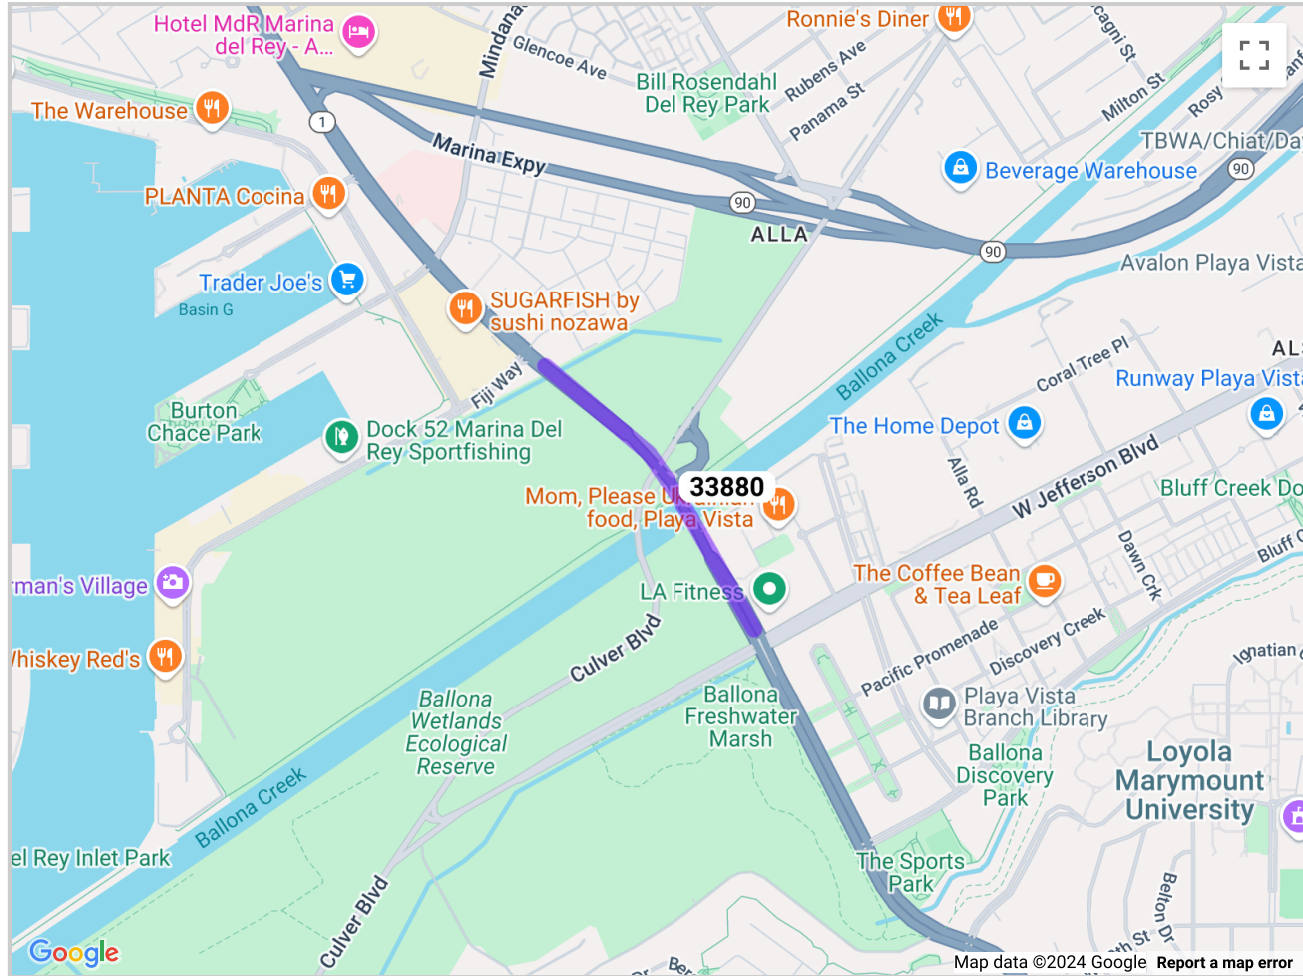 Hotel MdR Marina
del Rey - A...
Ronnie's Diner
Glencoe Ave
Bill Rosendahl
Del Rey Park
Rubens Ave
Panama St
Milton St
The Warehouse
1
Marina Expy
TBWA/Chiat/Da
90
Beverage Warehouse
PLANTA Cocina
90
ALLA
90
Avalon Playa Vista
Trader Joe's
Basin G
SUGARFISH by
sushi nozawa
Ballona Creek
Coral Tree Pl
Runway Playa Vista
Fiji Way
Burton
Chace Park
Dock 52 Marina Del
Rey Sportfishing
The Home Depot
Alla Rd
W Jefferson Blvd
33880
Mom, Please
food, Playa Vista
Bluff Creek Do
Dawn Crk
LA Fitness
The Coffee Bean
& Tea Leaf
Culver Blvd
Discovery Creek
Pacific Promenade
Ballona
Freshwater
Marsh
Ballona
Wetlands
Ecological
Reserve
Playa Vista
Branch Library
Ballona
Discovery
Park
Loyola
Marymount
University
Ballona Creek
el Rey Inlet Park
The Sports
Park
Culver Blvd
Belton Dr
Google
Map data ©2024 Google
Report a map error